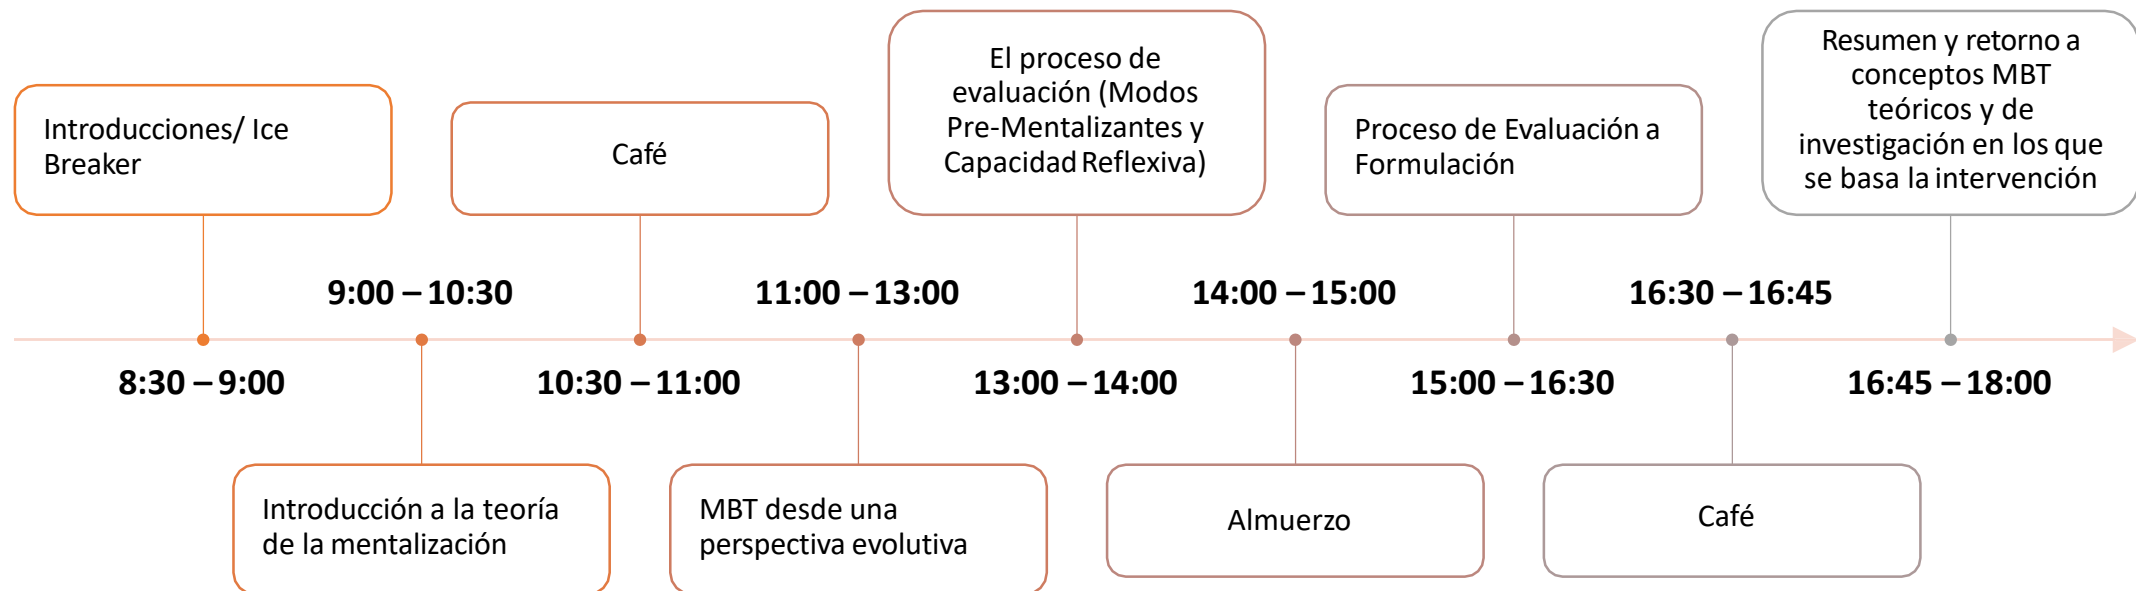 Introducciones/ Ice
Breaker
8:30 – 9:00
9:00 – 10:30
Introducción a la teoría
de la mentalización
Café
10:30 – 11:00
11:00 – 13:00
MBT desde una
perspectiva evolutiva
El proceso de
evaluación (Modos
Pre-Mentalizantes y
Capacidad Reflexiva)
13:00 – 14:00
14:00 – 15:00
Almuerzo
Proceso de Evaluación a
Formulación
15:00 – 16:30
16:30 – 16:45
Café
Resumen y retorno a
conceptos MBT
teóricos y de
investigación en los que
se basa la intervención
16:45 – 18:00